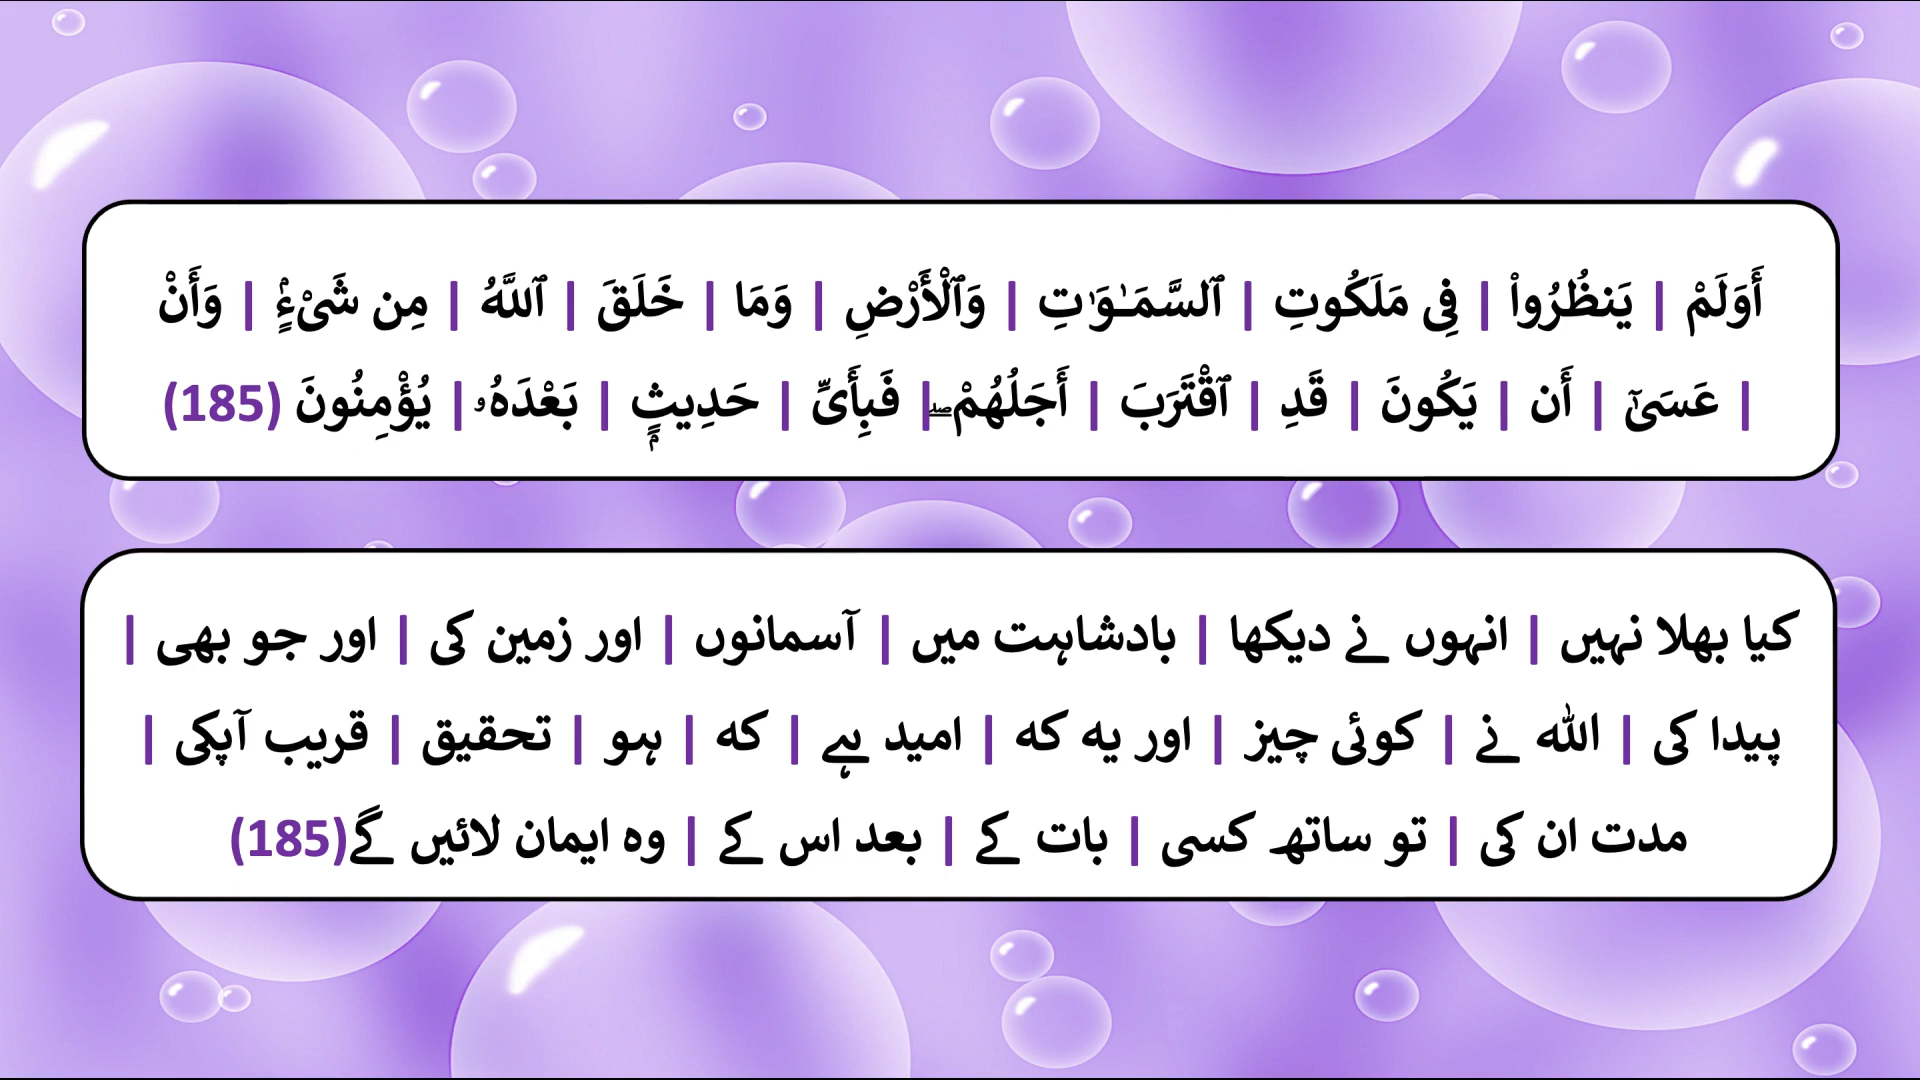 أَوَلَمْ | يَنظُرُوا۟ | فِى مَلَكُوتِ | ٱلسَّمَـٰوَٰتِ | وَٱلْأَرْضِ | وَمَا | خَلَقَ | ٱللَّهُ | مِن شَىْءٍۢ | وَأَنْ
| عَسَىٰٓ | أَن | يَكُونَ | قَدِ | ٱقْتَرَبَ | أَجَلُهُمْ ۖ | فَبِأَىِّ | حَدِيثٍۭ | بَعْدَهُۥ | يُؤْمِنُونَ (185)
کیا بھلا نہیں | انہوں نے دیکھا | بادشاہت میں | آسمانوں | اور زمین کی | اور جو بھی |
پیدا کی | اللہ نے | کوئی چیز | اور یہ کہ | امید ہے | کہ | ہو | تحقیق | قریب آپکی |
مدت ان کی | تو ساتھ کسی | بات کے | بعد اس کے | وہ ایمان لائیں گے(185)